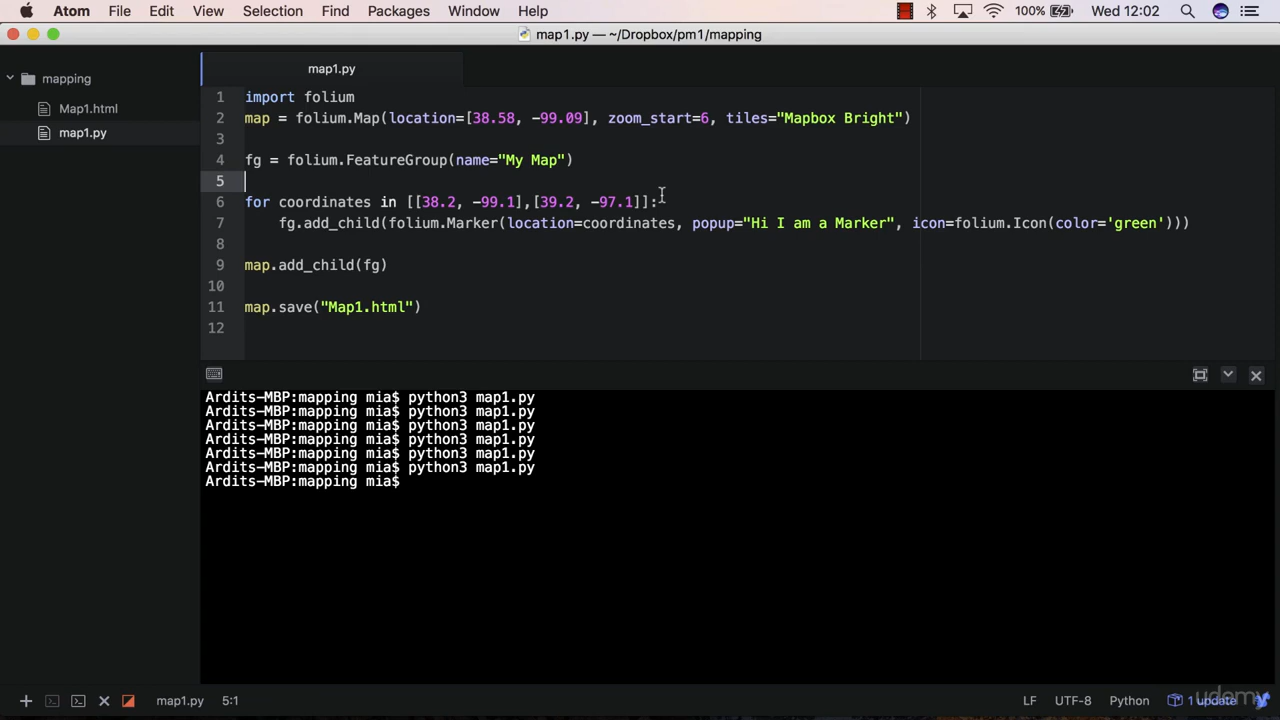 Atom File Edit View Selection Find Packages Window Help 100% Wed 12:02
map1.py — ~/Dropbox/pm1/mapping
mapping
Map1.html
map1.py
map1.py
1 import folium
2 map = folium.Map(location=[38.58, -99.09], zoom_start=6, tiles="Mapbox Bright")
3
4 fg = folium.FeatureGroup(name="My Map")
5
6 for coordinates in [[38.2, -99.1],[39.2, -97.1]]:
7 fg.add_child(folium.Marker(location=coordinates, popup="Hi I am a Marker", icon=folium.Icon(color='green')))
8
9 map.add_child(fg)
10
11 map.save("Map1.html")
12
Ardits-MBP:mapping mia$ python3 map1.py
Ardits-MBP:mapping mia$ python3 map1.py
Ardits-MBP:mapping mia$ python3 map1.py
Ardits-MBP:mapping mia$ python3 map1.py
Ardits-MBP:mapping mia$ python3 map1.py
Ardits-MBP:mapping mia$ python3 map1.py
Ardits-MBP:mapping mia$
map1.py 5:1 LF UTF-8 Python 1 update
udemy